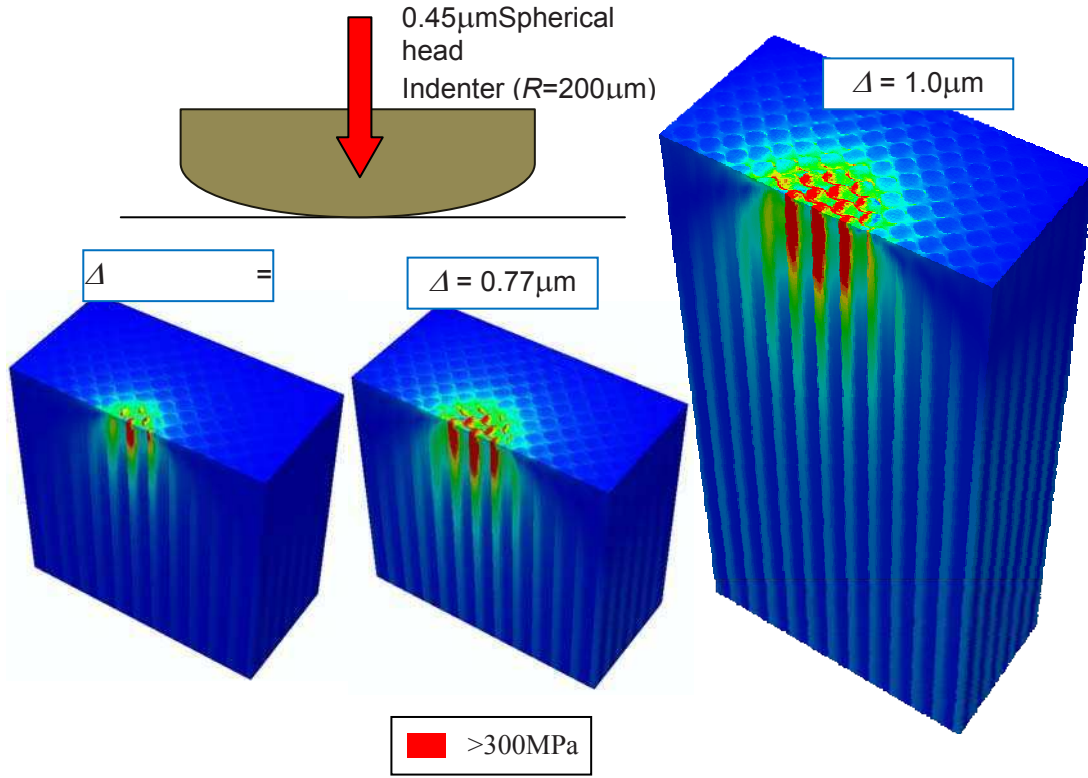 0.45μmSpherical
head
Indenter (R=200μm)
Δ = 1.0μm
Δ =
Δ = 0.77μm
>300MPa